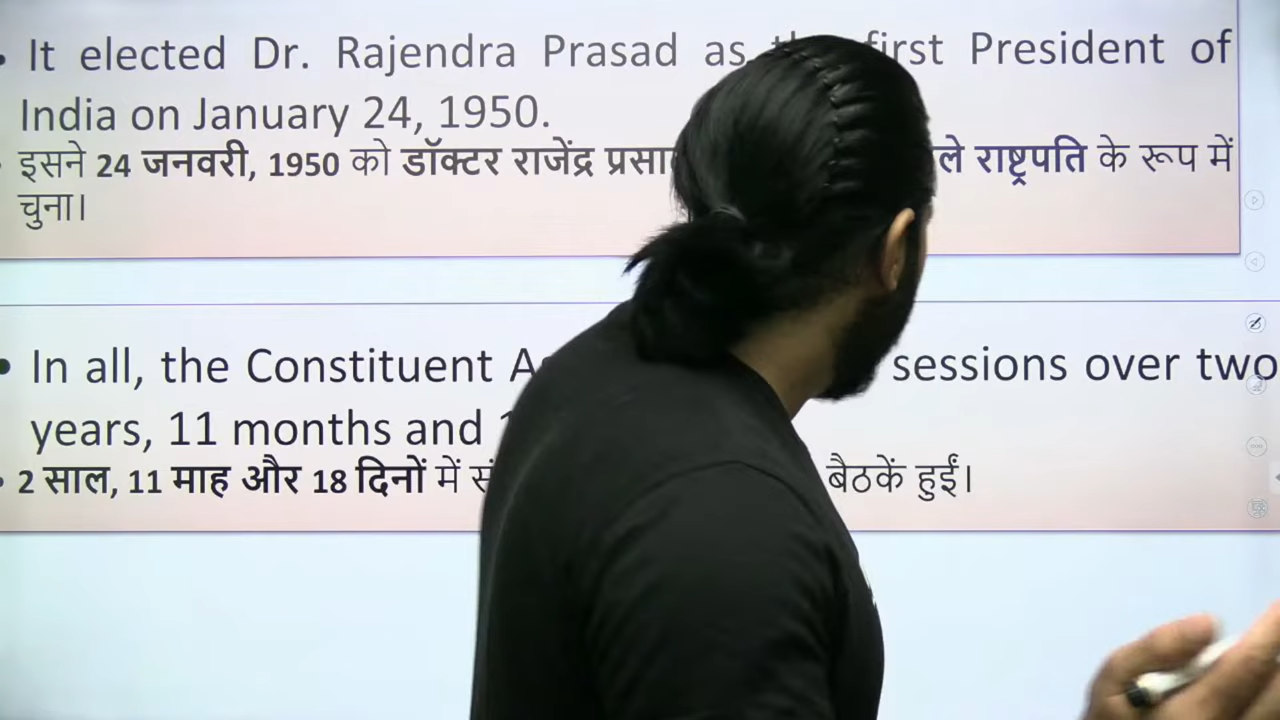 • It elected Dr. Rajendra Prasad as first President of
India on January 24, 1950.
• इसने 24 जनवरी, 1950 को डॉक्टर राजेंद्र के रूप में राष्ट्रपति
चुना।
• In all, the Constituent sessions over two
years, 11 months and
• 2 साल, 11 माह और 18 दिनों में बैठकें हुईं।